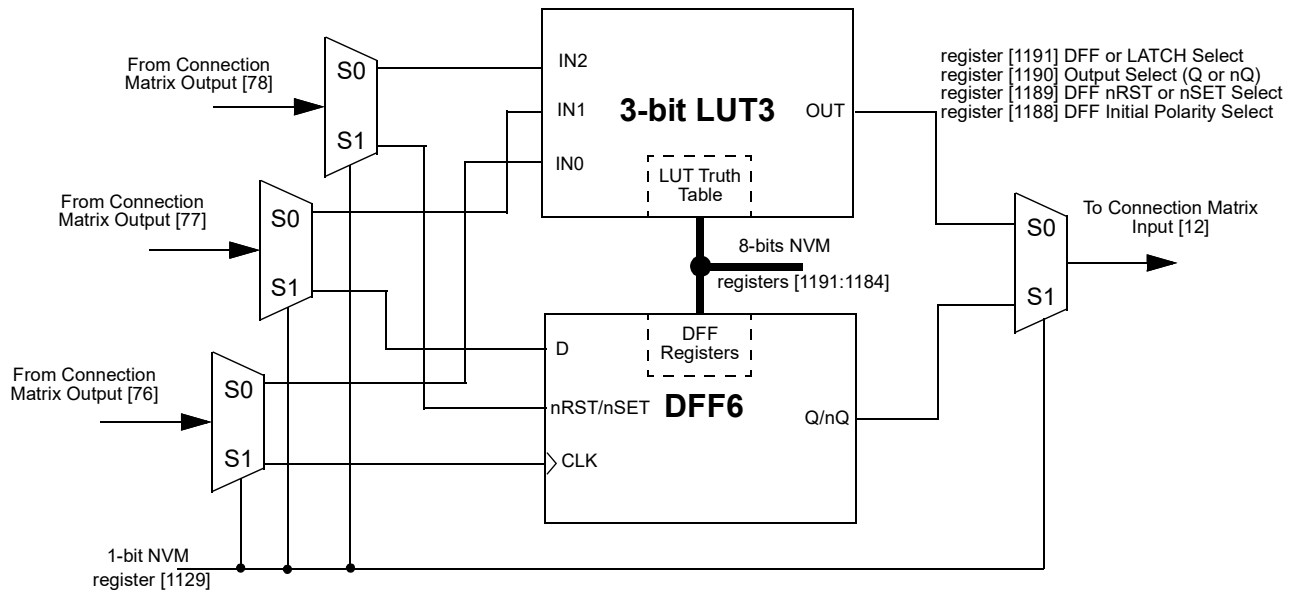 From Connection
Matrix Output [78]
S0
S1
From Connection
Matrix Output [77]
S0
S1
From Connection
Matrix Output [76]
S0
S1
1-bit NVM
register [1129]
IN2
IN1
IN0
3-bit LUT3
OUT
LUT Truth
Table
8-bits NVM
registers [1191:1184]
DFF
Registers
D
nRST/nSET
CLK
DFF6
Q/nQ
register [1191] DFF or LATCH Select
register [1190] Output Select (Q or nQ)
register [1189] DFF nRST or nSET Select
register [1188] DFF Initial Polarity Select
S0
S1
To Connection Matrix
Input [12]